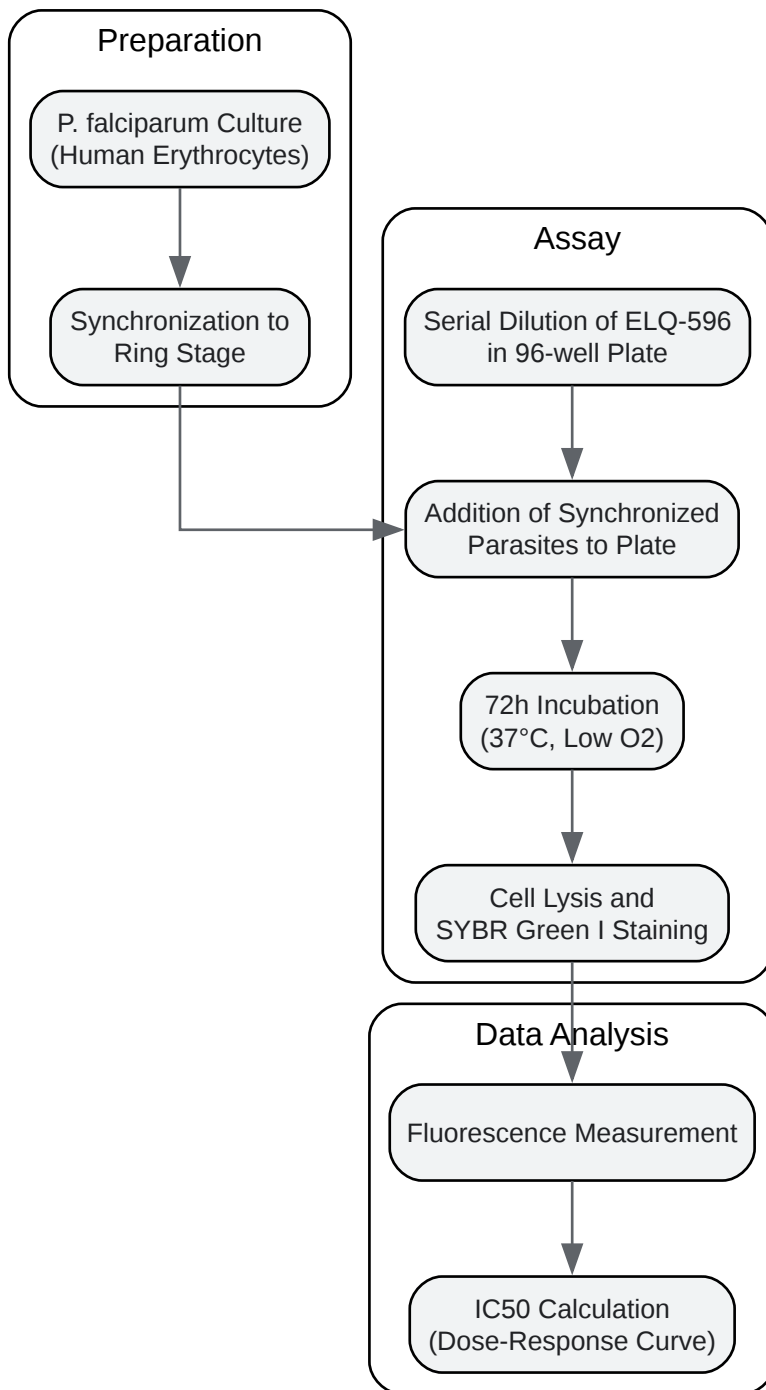 Preparation
P. falciparum Culture
(Human Erythrocytes)
Synchronization to
Ring Stage
Assay
Serial Dilution of ELQ-596
in 96-well Plate
Addition of Synchronized
Parasites to Plate
72h Incubation
(37°C, Low O2)
Cell Lysis and
SYBR Green I Staining
Data Analysis
Fluorescence Measurement
IC50 Calculation
(Dose-Response Curve)